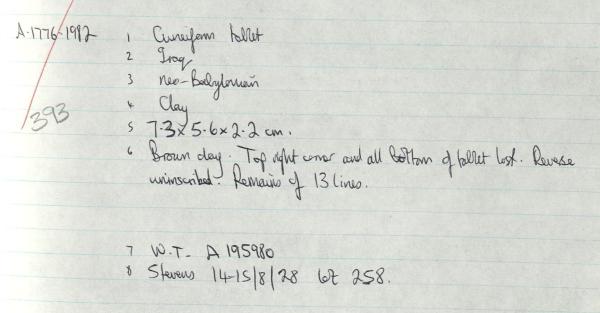 A.1776-1982 1 Cuneiform tablet
2 Iraq
3 neo-Babylonian
4 Clay
393
5 7.3 x 5.6 x 2.2 cm.
6 Brown clay. Top right corner and all bottom of tablet lost. Reverse
uninscribed. Remains of 13 lines.
7 W.T. A 195980
8 Stevens 14-15/8/28 lot 258.